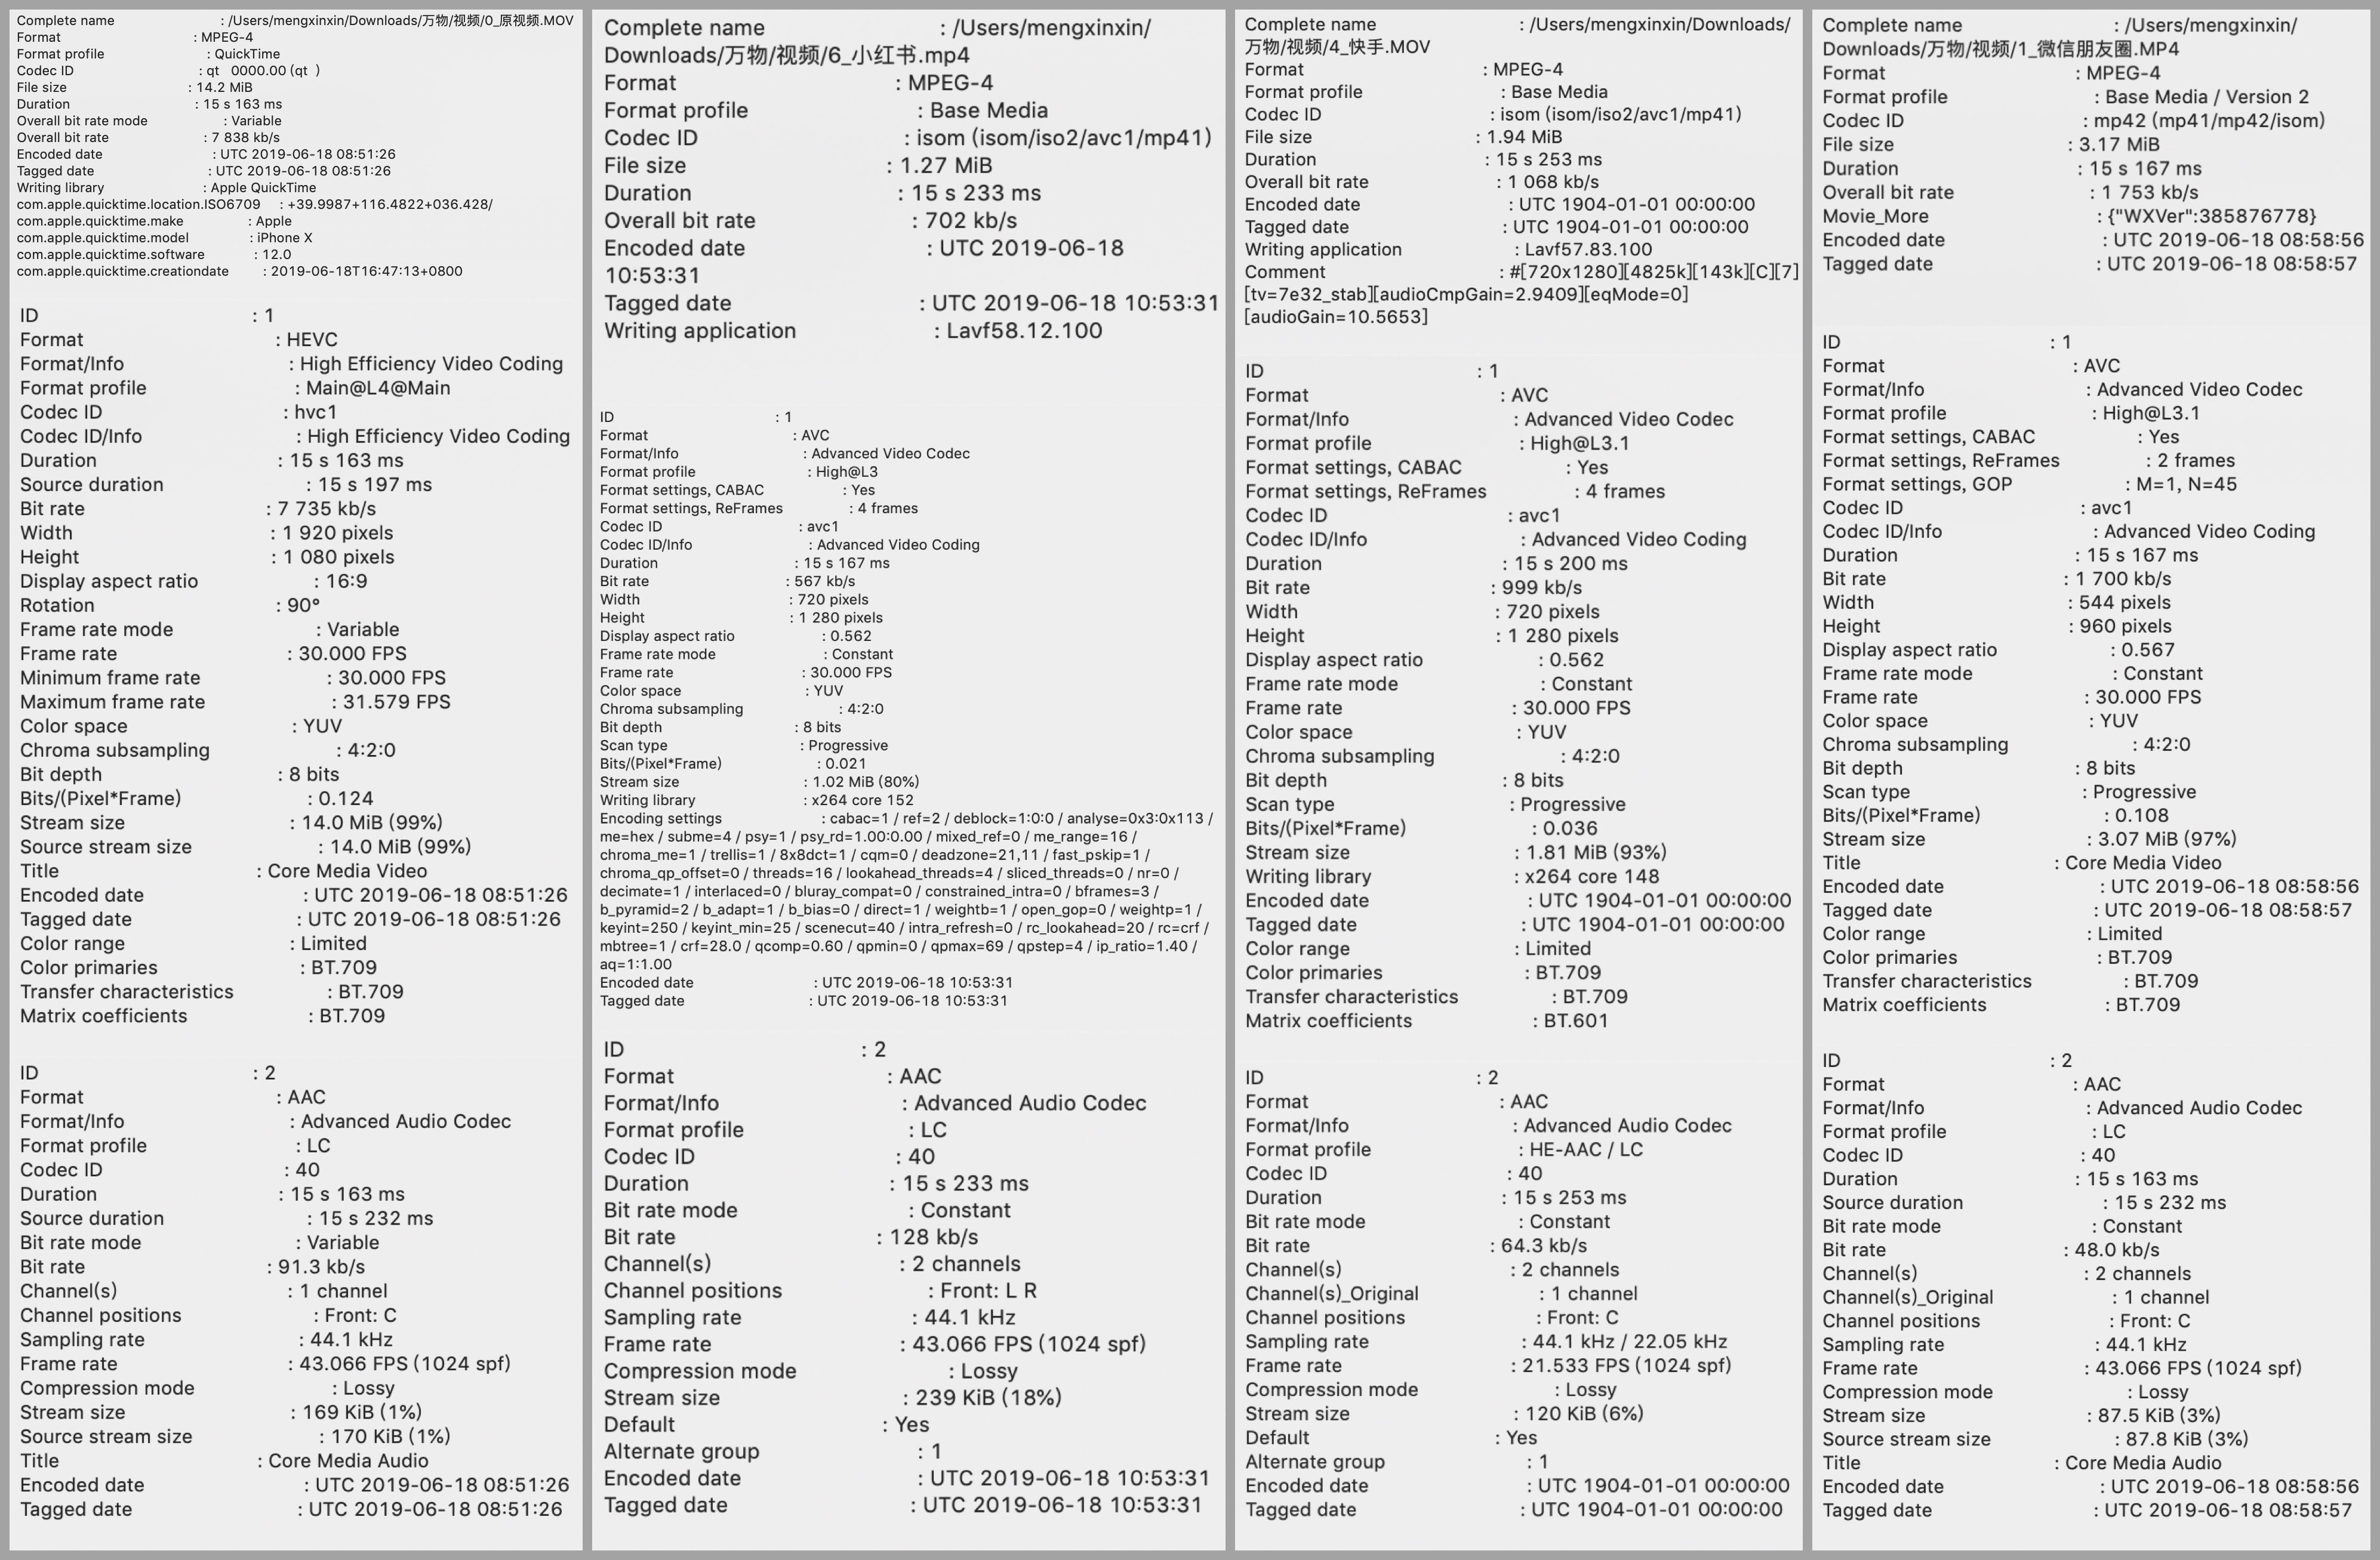 Complete name : /Users/mengxinxin/Downloads/万物/视频/0_原视频.MOV
Format : MPEG-4
Format profile : QuickTime
Codec ID : qt 0000.00 (qt )
File size : 14.2 MiB
Duration : 15 s 163 ms
Overall bit rate mode : Variable
Overall bit rate : 7 838 kb/s
Encoded date : UTC 2019-06-18 08:51:26
Tagged date : UTC 2019-06-18 08:51:26
Writing library : Apple QuickTime
com.apple.quicktime.location.ISO6709 : +39.9987+116.4822+036.428/
com.apple.quicktime.make : Apple
com.apple.quicktime.model : iPhone X
com.apple.quicktime.software : 12.0
com.apple.quicktime.creationdate : 2019-06-18T16:47:13+0800
ID : 1
Format : HEVC
Format/Info : High Efficiency Video Coding
Format profile : Main@L4@Main
Codec ID : hvc1
Codec ID/Info : High Efficiency Video Coding
Duration : 15 s 163 ms
Source duration : 15 s 197 ms
Bit rate : 7 735 kb/s
Width : 1 920 pixels
Height : 1 080 pixels
Display aspect ratio : 16:9
Rotation : 90°
Frame rate mode : Variable
Frame rate : 30.000 FPS
Minimum frame rate : 30.000 FPS
Maximum frame rate : 31.579 FPS
Color space : YUV
Chroma subsampling : 4:2:0
Bit depth : 8 bits
Bits/(Pixel*Frame) : 0.124
Stream size : 14.0 MiB (99%)
Source stream size : 14.0 MiB (99%)
Title : Core Media Video
Encoded date : UTC 2019-06-18 08:51:26
Tagged date : UTC 2019-06-18 08:51:26
Color range : Limited
Color primaries : BT.709
Transfer characteristics : BT.709
Matrix coefficients : BT.709
ID : 2
Format : AAC
Format/Info : Advanced Audio Codec
Format profile : LC
Codec ID : 40
Duration : 15 s 163 ms
Source duration : 15 s 232 ms
Bit rate mode : Variable
Bit rate : 91.3 kb/s
Channel(s) : 1 channel
Channel positions : Front: C
Sampling rate : 44.1 kHz
Frame rate : 43.066 FPS (1024 spf)
Compression mode : Lossy
Stream size : 169 KiB (1%)
Source stream size : 170 KiB (1%)
Title : Core Media Audio
Encoded date : UTC 2019-06-18 08:51:26
Tagged date : UTC 2019-06-18 08:51:26
Complete name : /Users/mengxinxin/
Downloads/万物/视频/6_小红书.mp4
Format : MPEG-4
Format profile : Base Media
Codec ID : isom (isom/iso2/avc1/mp41)
File size : 1.27 MiB
Duration : 15 s 233 ms
Overall bit rate : 702 kb/s
Encoded date : UTC 2019-06-18
10:53:31
Tagged date : UTC 2019-06-18 10:53:31
Writing application : Lavf58.12.100
ID : 1
Format : AVC
Format/Info : Advanced Video Codec
Format profile : High@L3
Format settings, CABAC : Yes
Format settings, ReFrames : 4 frames
Codec ID : avc1
Codec ID/Info : Advanced Video Coding
Duration : 15 s 167 ms
Bit rate : 567 kb/s
Width : 720 pixels
Height : 1 280 pixels
Display aspect ratio : 0.562
Frame rate mode : Constant
Frame rate : 30.000 FPS
Color space : YUV
Chroma subsampling : 4:2:0
Bit depth : 8 bits
Scan type : Progressive
Bits/(Pixel*Frame) : 0.021
Stream size : 1.02 MiB (80%)
Writing library : x264 core 152
Encoding settings : cabac=1 / ref=2 / deblock=1:0:0 / analyse=0x3:0x113 /
me=hex / subme=4 / psy=1 / psy_rd=1.00:0.00 / mixed_ref=0 / me_range=16 /
chroma_me=1 / trellis=1 / 8x8dct=1 / cqm=0 / deadzone=21,11 / fast_pskip=1 /
chroma_qp_offset=0 / threads=16 / lookahead_threads=4 / sliced_threads=0 / nr=0 /
decimate=1 / interlaced=0 / bluray_compat=0 / constrained_intra=0 / bframes=3 /
b_pyramid=2 / b_adapt=1 / b_bias=0 / direct=1 / weightb=1 / open_gop=0 / weightp=1 /
keyint=250 / keyint_min=25 / scenecut=40 / intra_refresh=0 / rc_lookahead=20 / rc=crf /
mbtree=1 / crf=28.0 / qcomp=0.60 / qpmin=0 / qpmax=69 / qpstep=4 / ip_ratio=1.40 /
aq=1:1.00
Encoded date : UTC 2019-06-18 10:53:31
Tagged date : UTC 2019-06-18 10:53:31
ID : 2
Format : AAC
Format/Info : Advanced Audio Codec
Format profile : LC
Codec ID : 40
Duration : 15 s 233 ms
Bit rate mode : Constant
Bit rate : 128 kb/s
Channel(s) : 2 channels
Channel positions : Front: L R
Sampling rate : 44.1 kHz
Frame rate : 43.066 FPS (1024 spf)
Compression mode : Lossy
Stream size : 239 KiB (18%)
Default : Yes
Alternate group : 1
Encoded date : UTC 2019-06-18 10:53:31
Tagged date : UTC 2019-06-18 10:53:31
Complete name : /Users/mengxinxin/Downloads/
万物/视频/4_快手.MOV
Format : MPEG-4
Format profile : Base Media
Codec ID : isom (isom/iso2/avc1/mp41)
File size : 1.94 MiB
Duration : 15 s 253 ms
Overall bit rate : 1 068 kb/s
Encoded date : UTC 1904-01-01 00:00:00
Tagged date : UTC 1904-01-01 00:00:00
Writing application : Lavf57.83.100
Comment : #[720x1280][4825k][143k][C][7]
[tv=7e32_stab][audioCmpGain=2.9409][eqMode=0]
[audioGain=10.5653]
ID : 1
Format : AVC
Format/Info : Advanced Video Codec
Format profile : High@L3.1
Format settings, CABAC : Yes
Format settings, ReFrames : 4 frames
Codec ID : avc1
Codec ID/Info : Advanced Video Coding
Duration : 15 s 200 ms
Bit rate : 999 kb/s
Width : 720 pixels
Height : 1 280 pixels
Display aspect ratio : 0.562
Frame rate mode : Constant
Frame rate : 30.000 FPS
Color space : YUV
Chroma subsampling : 4:2:0
Bit depth : 8 bits
Scan type : Progressive
Bits/(Pixel*Frame) : 0.036
Stream size : 1.81 MiB (93%)
Writing library : x264 core 148
Encoded date : UTC 1904-01-01 00:00:00
Tagged date : UTC 1904-01-01 00:00:00
Color range : Limited
Color primaries : BT.709
Transfer characteristics : BT.709
Matrix coefficients : BT.601
ID : 2
Format : AAC
Format/Info : Advanced Audio Codec
Format profile : HE-AAC / LC
Codec ID : 40
Duration : 15 s 253 ms
Bit rate mode : Constant
Bit rate : 64.3 kb/s
Channel(s) : 2 channels
Channel(s)_Original : 1 channel
Channel positions : Front: C
Sampling rate : 44.1 kHz / 22.05 kHz
Frame rate : 21.533 FPS (1024 spf)
Compression mode : Lossy
Stream size : 120 KiB (6%)
Default : Yes
Alternate group : 1
Encoded date : UTC 1904-01-01 00:00:00
Tagged date : UTC 1904-01-01 00:00:00
Complete name : /Users/mengxinxin/
Downloads/万物/视频/1_微信朋友圈.MP4
Format : MPEG-4
Format profile : Base Media / Version 2
Codec ID : mp42 (mp41/mp42/isom)
File size : 3.17 MiB
Duration : 15 s 167 ms
Overall bit rate : 1 753 kb/s
Movie_More : {"WXVer":385876778}
Encoded date : UTC 2019-06-18 08:58:56
Tagged date : UTC 2019-06-18 08:58:57
ID : 1
Format : AVC
Format/Info : Advanced Video Codec
Format profile : High@L3.1
Format settings, CABAC : Yes
Format settings, ReFrames : 2 frames
Format settings, GOP : M=1, N=45
Codec ID : avc1
Codec ID/Info : Advanced Video Coding
Duration : 15 s 167 ms
Bit rate : 1 700 kb/s
Width : 544 pixels
Height : 960 pixels
Display aspect ratio : 0.567
Frame rate mode : Constant
Frame rate : 30.000 FPS
Color space : YUV
Chroma subsampling : 4:2:0
Bit depth : 8 bits
Scan type : Progressive
Bits/(Pixel*Frame) : 0.108
Stream size : 3.07 MiB (97%)
Title : Core Media Video
Encoded date : UTC 2019-06-18 08:58:56
Tagged date : UTC 2019-06-18 08:58:57
Color range : Limited
Color primaries : BT.709
Transfer characteristics : BT.709
Matrix coefficients : BT.709
ID : 2
Format : AAC
Format/Info : Advanced Audio Codec
Format profile : LC
Codec ID : 40
Duration : 15 s 163 ms
Source duration : 15 s 232 ms
Bit rate mode : Constant
Bit rate : 48.0 kb/s
Channel(s) : 2 channels
Channel(s)_Original : 1 channel
Channel positions : Front: C
Sampling rate : 44.1 kHz
Frame rate : 43.066 FPS (1024 spf)
Compression mode : Lossy
Stream size : 87.5 KiB (3%)
Source stream size : 87.8 KiB (3%)
Title : Core Media Audio
Encoded date : UTC 2019-06-18 08:58:56
Tagged date : UTC 2019-06-18 08:58:57